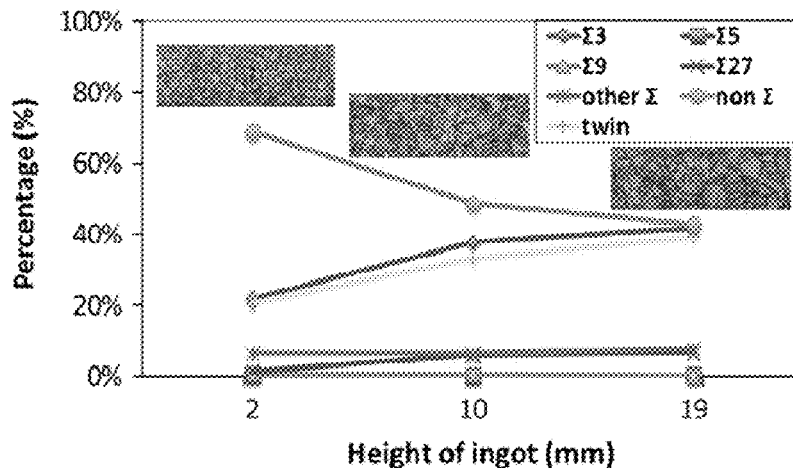 100%
80%
60%
40%
20%
0%
Percentage (%)
Σ3 Σ5
Σ9 Σ27
other Σ non Σ
twin
2 10 19
Height of ingot (mm)